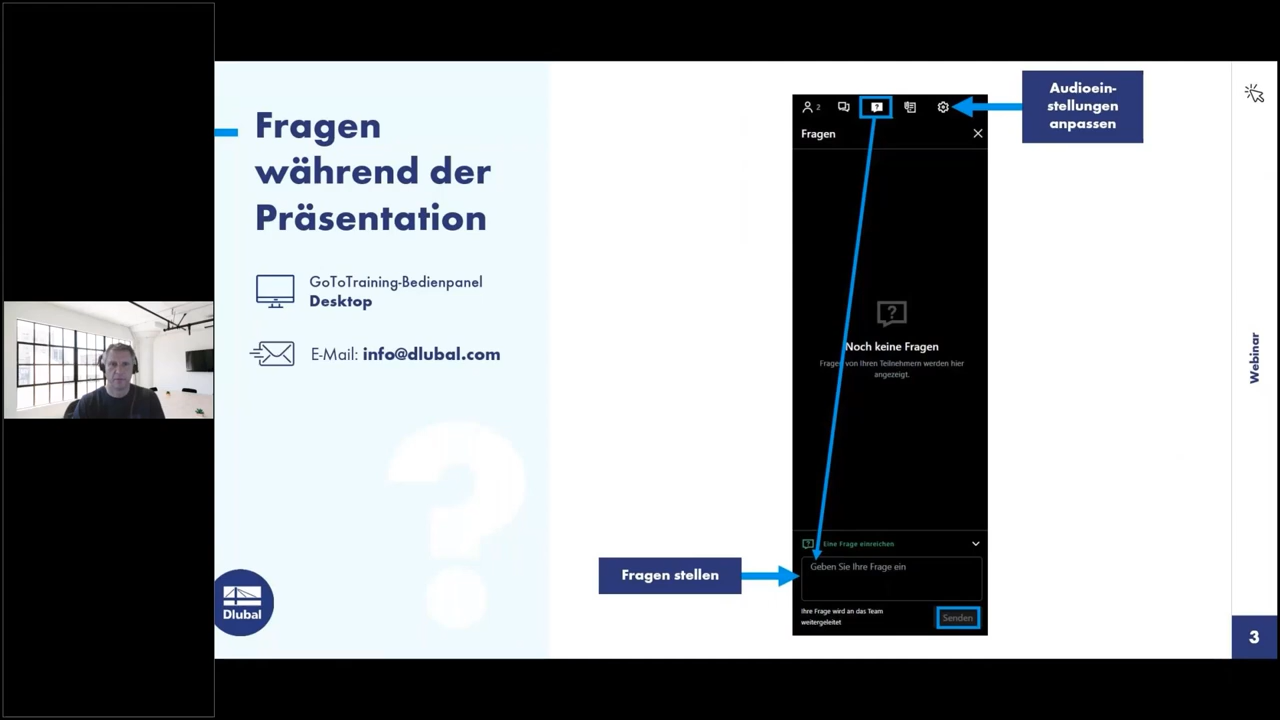 Fragen
während der
Präsentation
GoToTraining-Bedienpanel
Desktop
E-Mail: info@dlubal.com
Dlubal
2
Fragen
Noch keine Fragen
Fragen von Ihren Teilnehmern werden hier
angezeigt.
Eine Frage einreichen
Geben Sie Ihre Frage ein
Ihre Frage wird an das Team
weitergeleitet
Senden
Fragen stellen
Audioein-
stellungen
anpassen
Webinar
3